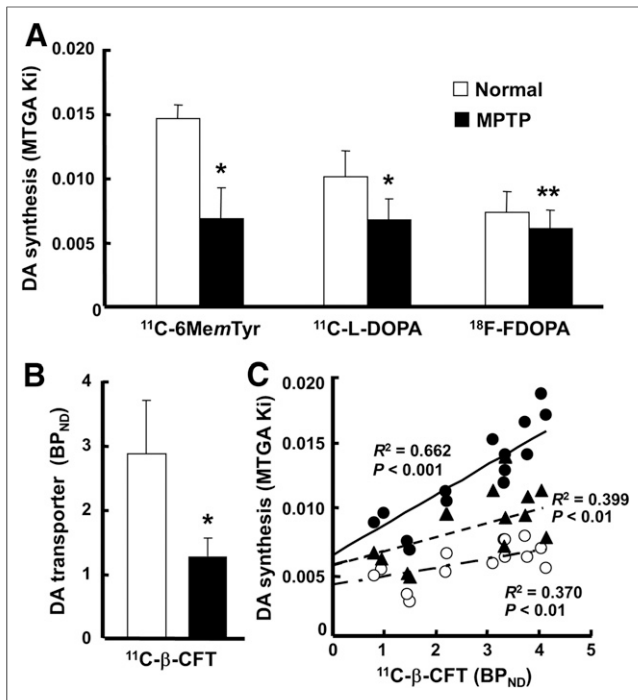 A
0.020
0.015
0.010
0.005
0
DA synthesis (MTGA Ki)
Normal
MPTP
*
*
**
¹¹C-6MemTyr
¹¹C-L-DOPA
¹⁸F-FDOPA
B
4
3
2
1
0
DA transporter (BP_ND)
*
¹¹C-β-CFT
C
0.020
0.015
0.010
0.005
0
DA synthesis (MTGA Ki)
R² = 0.662
P < 0.001
R² = 0.399
P < 0.01
R² = 0.370
P < 0.01
0 1 2 3 4 5
¹¹C-β-CFT (BP_ND)